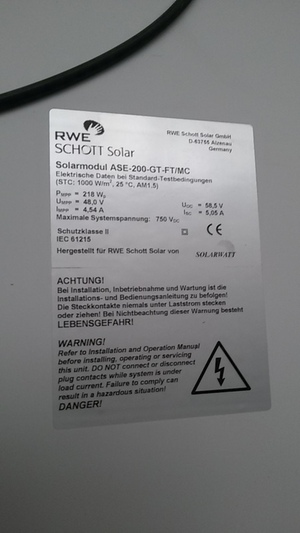 RWE
SCHOTT Solar
RWE Schott Solar GmbH
D-63755 Alzenau
Germany
Solarmodul ASE-200-GT-FT/MC
Elektrische Daten bei Standard-Testbedingungen
(STC: 1000 W/m², 25 °C, AM1.5)
PMPP = 218 Wp
UMPP = 48,0 V
IMPP = 4,54 A
UOC = 58,5 V
ISC = 5,05 A
Maximale Systemspannung: 750 VDC
Schutzklasse II
IEC 61215
CE
Hergestellt für RWE Schott Solar von SOLARWATT
ACHTUNG!
Bei Installation, Inbetriebnahme und Wartung ist die
Installations- und Bedienungsanleitung zu befolgen!
Die Steckkontakte niemals unter Laststrom stecken
oder ziehen! Bei Nichtbeachtung dieser Warnung besteht
LEBENSGEFAHR!
WARNING!
Refer to Installation and Operation Manual
before installing, operating or servicing
this unit. DO NOT connect or disconnect
plug contacts while system is under
load current. Failure to comply can
result in a hazardous situation!
DANGER!